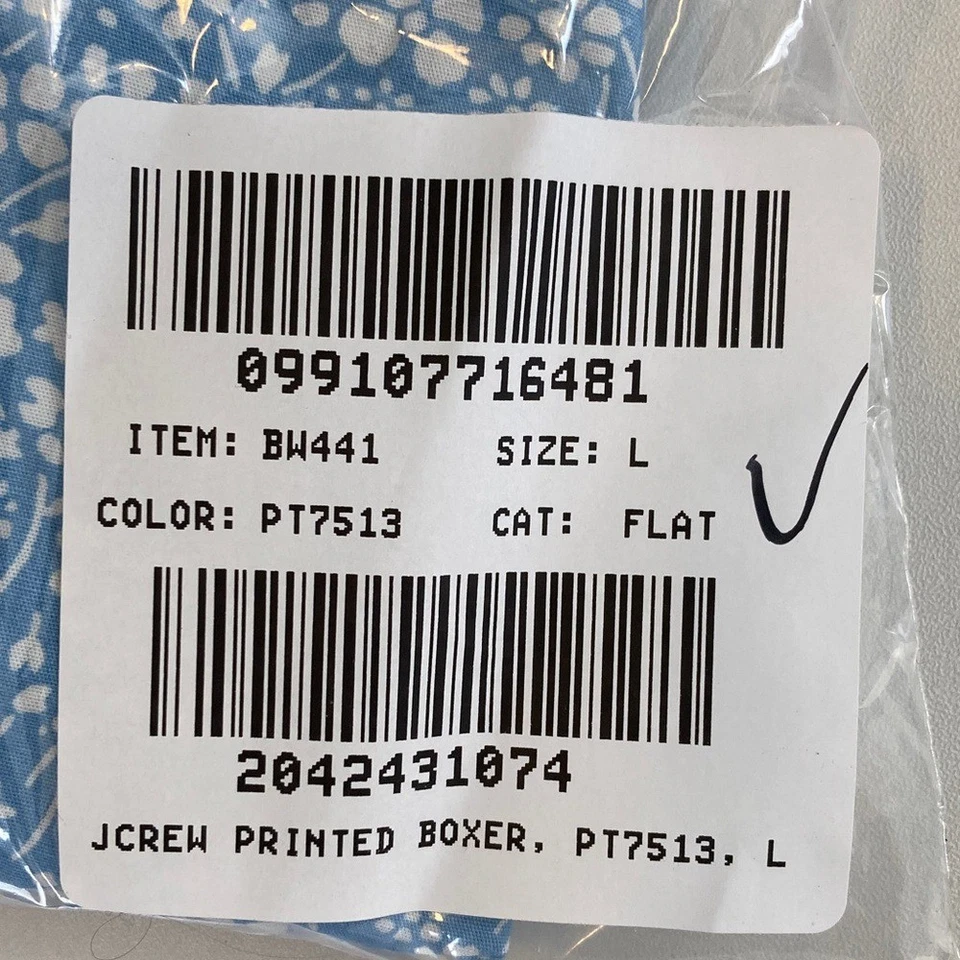 099107716481
ITEM: BW441 SIZE: L
COLOR: PT7513 CAT: FLAT
2042431074
JCREW PRINTED BOXER, PT7513, L